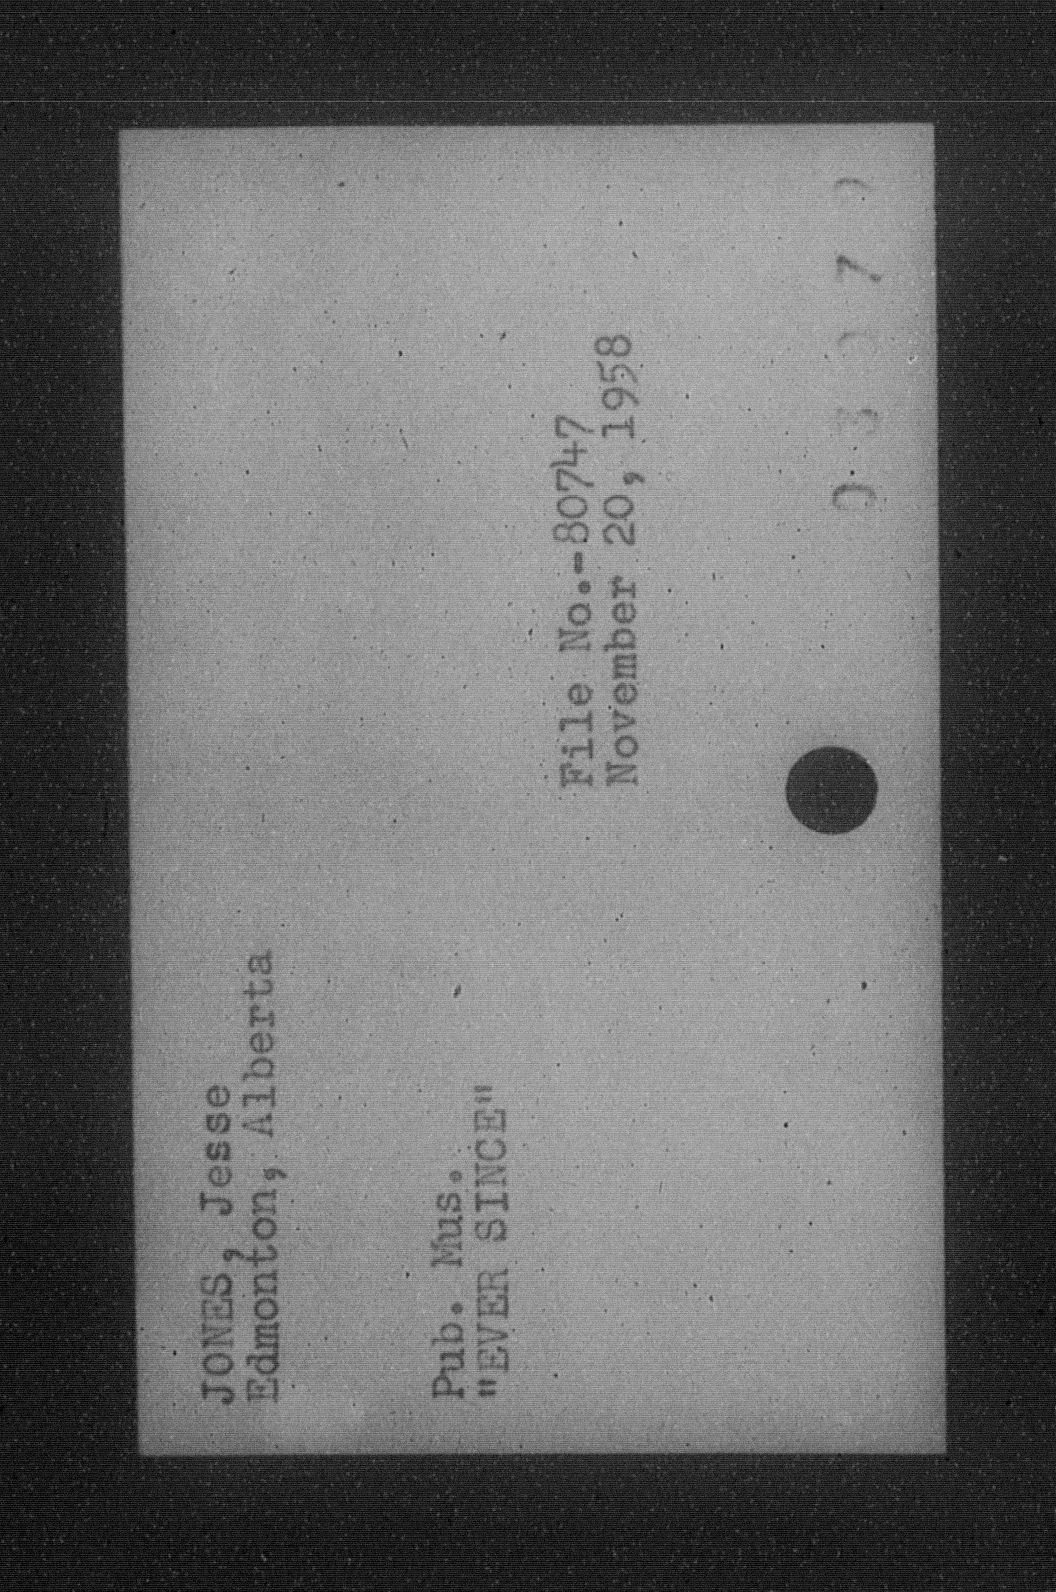 JONES, Jesse
Edmonton, Alberta
Pub. Mus.
"EVER SINCE"
File No.-80747
November 20, 1958